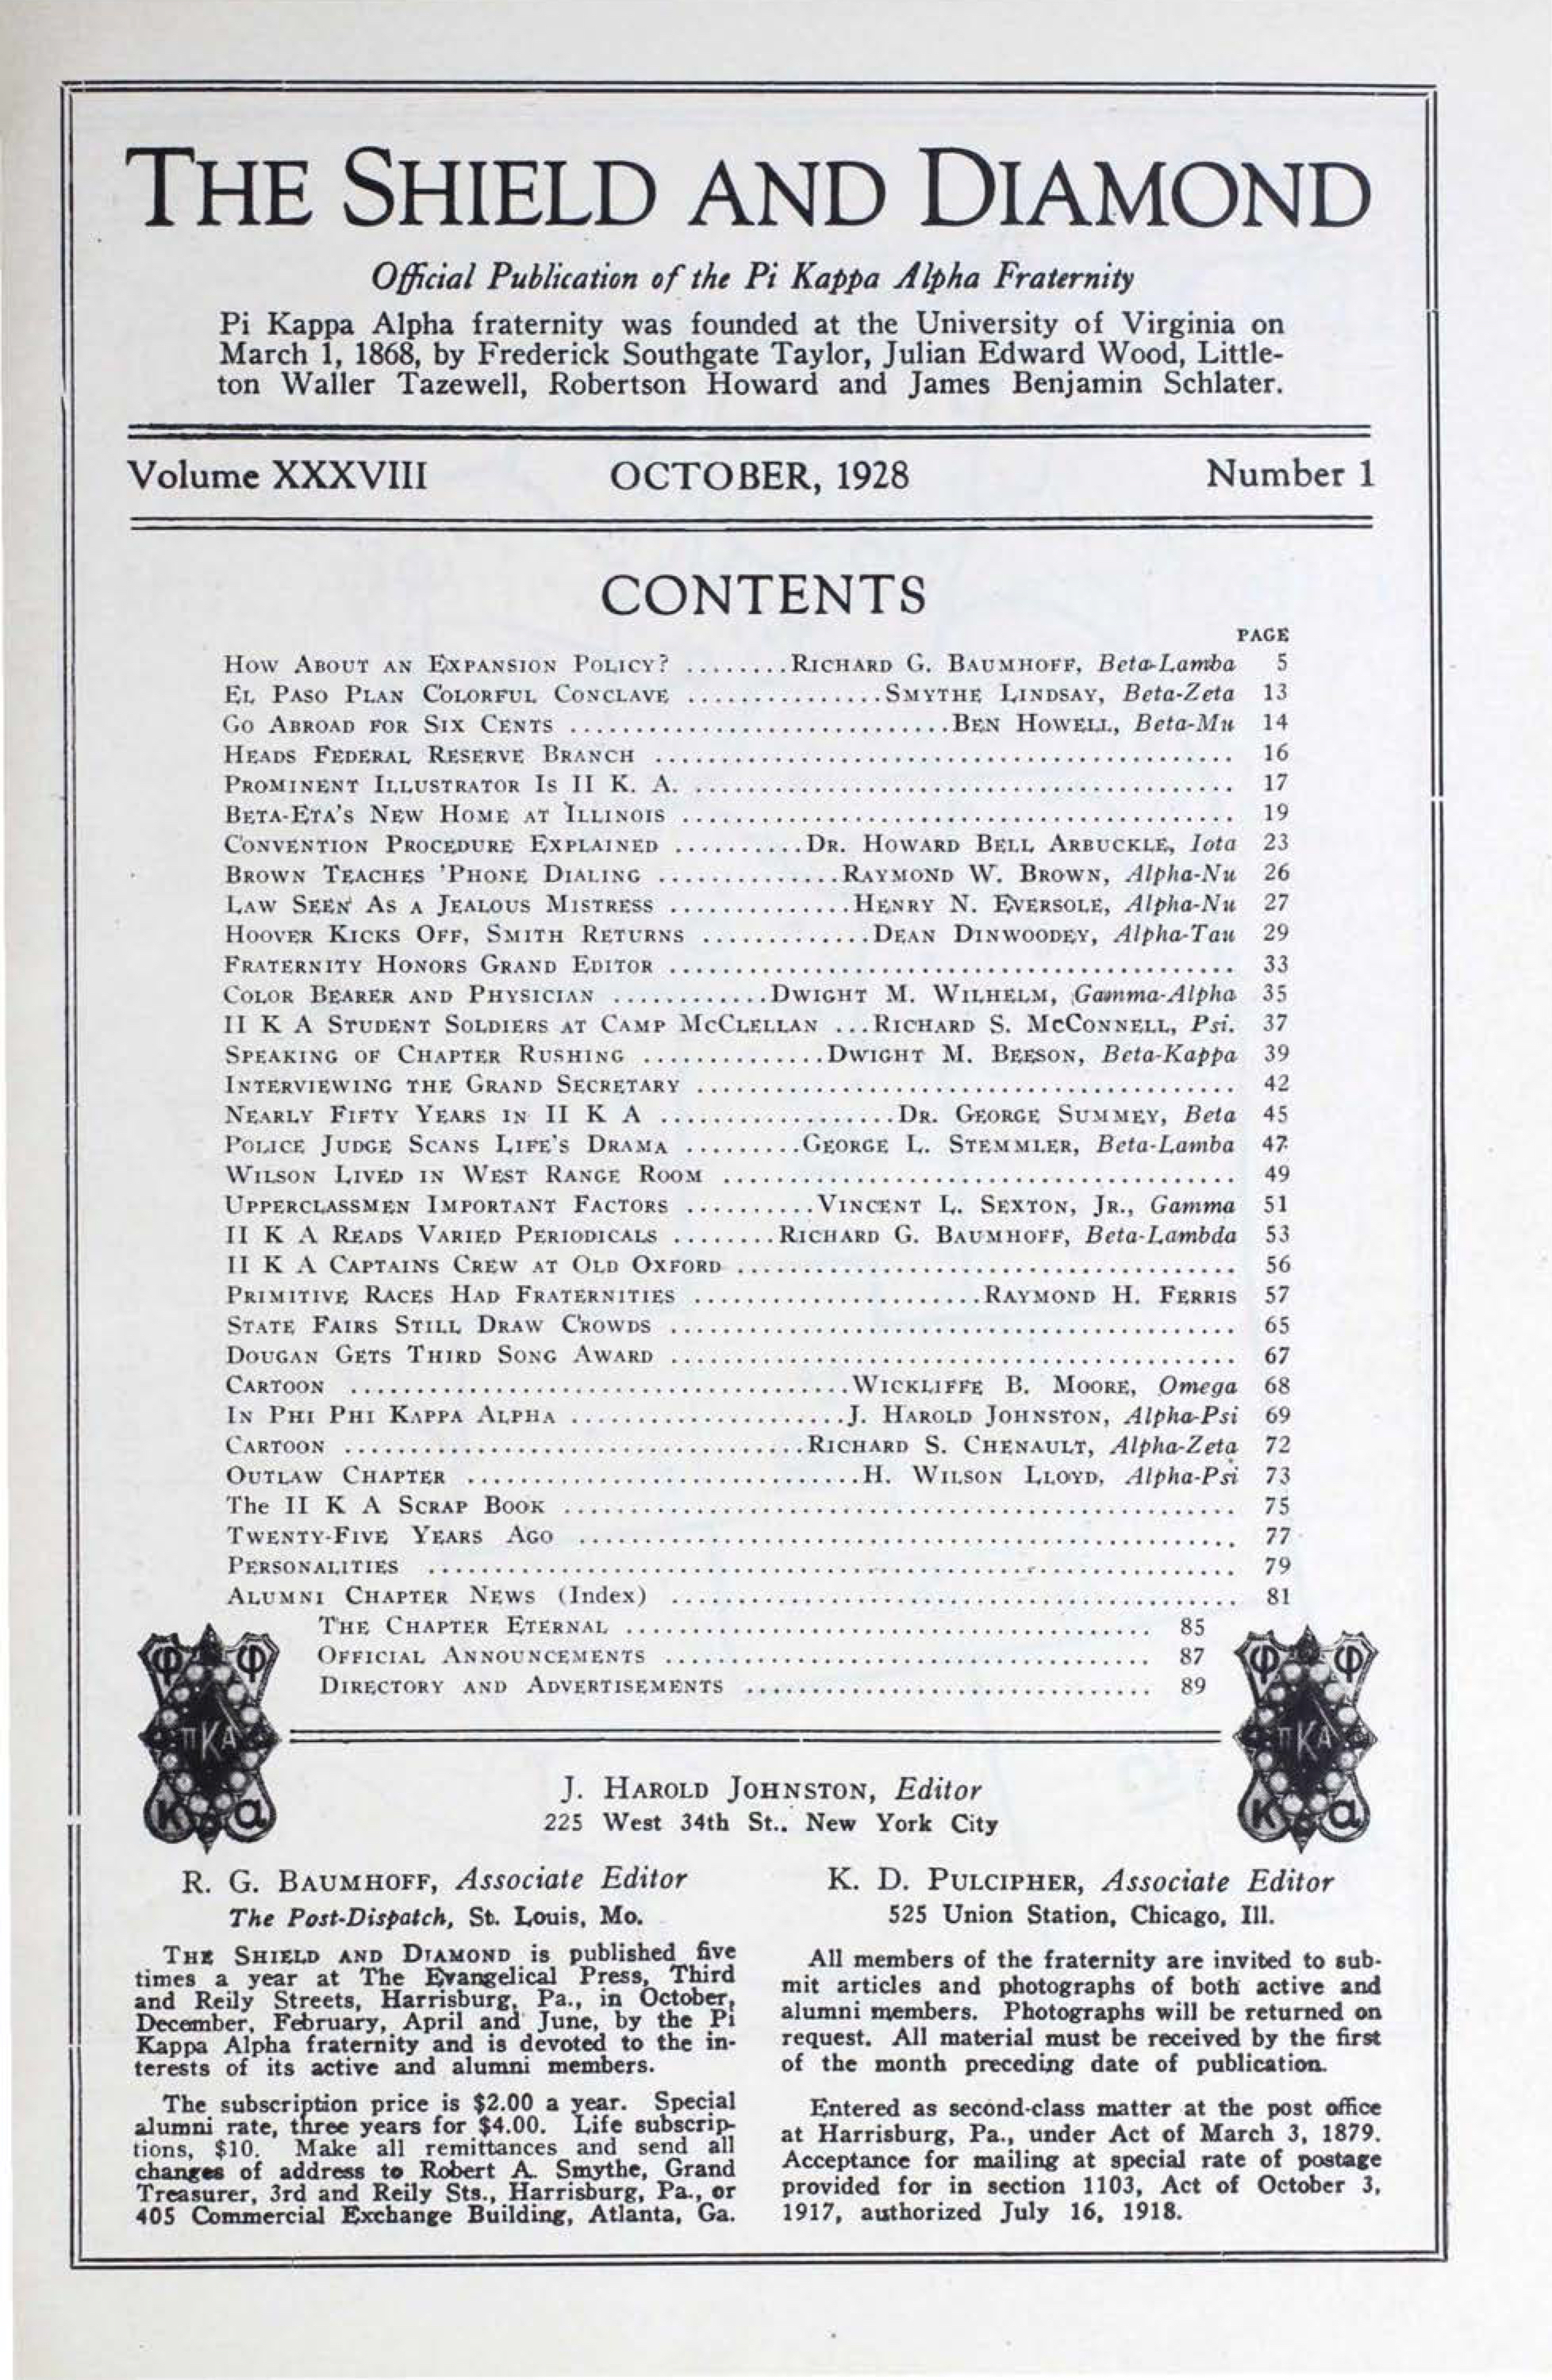 THE SHIELD AND DIAMOND
Official Publication of the Pi Kappa Alpha Fraternity
Pi Kappa Alpha fraternity was founded at the University of Virginia on
March 1, 1868, by Frederick Southgate Taylor, Julian Edward Wood, Little-
ton Waller Tazewell, Robertson Howard and James Benjamin Schlater.
Volume XXXVIII OCTOBER, 1928 Number 1
CONTENTS
PAGE
HOW ABOUT AN EXPANSION POLICY? ........ RICHARD G. BAUMHOFF, Beta-Lamba 5
EL PASO PLAN COLORFUL CONCLAVE ............... SMYTHE LINDSAY, Beta-Zeta 13
GO ABROAD FOR SIX CENTS ............................. BEN HOWELL, Beta-Mu 14
HEADS FEDERAL RESERVE BRANCH ............................................ 16
PROMINENT ILLUSTRATOR IS Π K. A. ......................................... 17
BETA-ETA'S NEW HOME AT ILLINOIS .......................................... 19
CONVENTION PROCEDURE EXPLAINED .......... DR. HOWARD BELL ARBUCKLE, Iota 23
BROWN TEACHES 'PHONE DIALING .............. RAYMOND W. BROWN, Alpha-Nu 26
LAW SEEN AS A JEALOUS MISTRESS .............. HENRY N. EVERSOLE, Alpha-Nu 27
HOOVER KICKS OFF, SMITH RETURNS ............. DEAN DINWOODEY, Alpha-Tau 29
FRATERNITY HONORS GRAND EDITOR ........................................... 33
COLOR BEARER AND PHYSICIAN ............ DWIGHT M. WILHELM, Gamma-Alpha 35
Π K A STUDENT SOLDIERS AT CAMP MCCLELLAN ... RICHARD S. MCCONNELL, Psi. 37
SPEAKING OF CHAPTER RUSHING .............. DWIGHT M. BEESON, Beta-Kappa 39
INTERVIEWING THE GRAND SECRETARY ......................................... 42
NEARLY FIFTY YEARS IN Π K A .................. DR. GEORGE SUMMEY, Beta 45
POLICE JUDGE SCANS LIFE'S DRAMA ......... GEORGE L. STEMMLER, Beta-Lamba 47
WILSON LIVED IN WEST RANGE ROOM ....................................... 49
UPPERCLASSMEN IMPORTANT FACTORS .......... VINCENT L. SEXTON, JR., Gamma 51
Π K A READS VARIED PERIODICALS ........ RICHARD G. BAUMHOFF, Beta-Lambda 53
Π K A CAPTAINS CREW AT OLD OXFORD ...................................... 56
PRIMITIVE RACES HAD FRATERNITIES ...................... RAYMOND H. FERRIS 57
STATE FAIRS STILL DRAW CROWDS ........................................... 65
DOUGAN GETS THIRD SONG AWARD ........................................... 67
CARTOON ...................................... WICKLIFFE B. MOORE, Omega 68
IN PHI PHI KAPPA ALPHA ..................... J. HAROLD JOHNSTON, Alpha-Psi 69
CARTOON ................................... RICHARD S. CHENAULT, Alpha-Zeta 72
OUTLAW CHAPTER .............................. H. WILSON LLOYD, Alpha-Psi 73
The Π K A SCRAP BOOK ................................................... 75
TWENTY-FIVE YEARS AGO .................................................. 77
PERSONALITIES .............................................................. 79
ALUMNI CHAPTER NEWS (Index) ........................................... 81
THE CHAPTER ETERNAL ........................................ 85
OFFICIAL ANNOUNCEMENTS ..................................... 87
DIRECTORY AND ADVERTISEMENTS ............................... 89
Φ Φ
ΠΚΑ
K α
Φ Φ
ΠΚΑ
K α
J. HAROLD JOHNSTON, Editor
225 West 34th St., New York City
R. G. BAUMHOFF, Associate Editor
The Post-Dispatch, St. Louis, Mo.
THE SHIELD AND DIAMOND is published five
times a year at The Evangelical Press, Third
and Reily Streets, Harrisburg, Pa., in October,
December, February, April and June, by the Pi
Kappa Alpha fraternity and is devoted to the in-
terests of its active and alumni members.
The subscription price is $2.00 a year. Special
alumni rate, three years for $4.00. Life subscrip-
tions, $10. Make all remittances and send all
changes of address to Robert A. Smythe, Grand
Treasurer, 3rd and Reily Sts., Harrisburg, Pa., or
405 Commercial Exchange Building, Atlanta, Ga.
K. D. PULCIPHER, Associate Editor
525 Union Station, Chicago, Ill.
All members of the fraternity are invited to sub-
mit articles and photographs of both active and
alumni members. Photographs will be returned on
request. All material must be received by the first
of the month preceding date of publication.
Entered as second-class matter at the post office
at Harrisburg, Pa., under Act of March 3, 1879.
Acceptance for mailing at special rate of postage
provided for in section 1103, Act of October 3,
1917, authorized July 16, 1918.